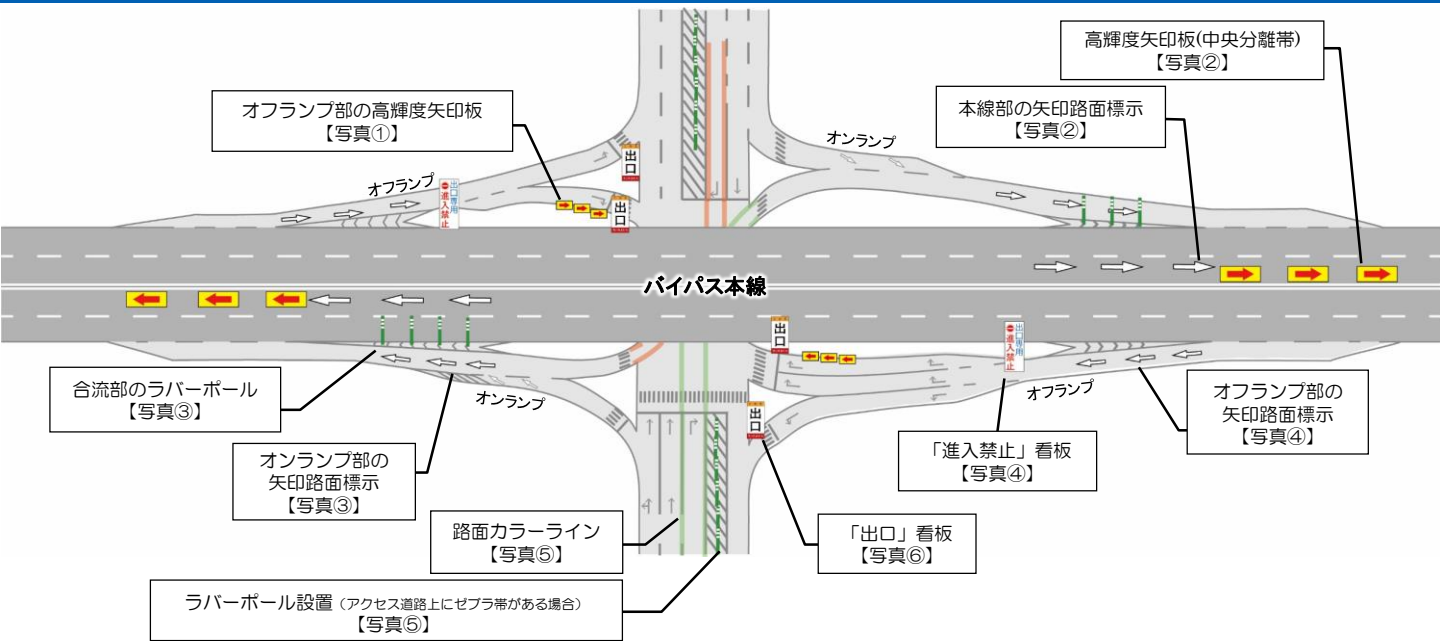 高輝度矢印板(中央分離帯)
【写真②】
オフランプ部の高輝度矢印板
【写真①】
本線部の矢印路面標示
【写真②】
オンランプ
オフランプ
出口
出口専用
進入禁止
出口
バイパス本線
出口
出口専用
進入禁止
合流部のラバーポール
【写真③】
オンランプ
オフランプ
オフランプ部の
矢印路面標示
【写真④】
出口
オンランプ部の
矢印路面標示
【写真③】
「進入禁止」看板
【写真④】
路面カラーライン
【写真⑤】
「出口」看板
【写真⑥】
ラバーポール設置(アクセス道路上にゼブラ帯がある場合)
【写真⑤】